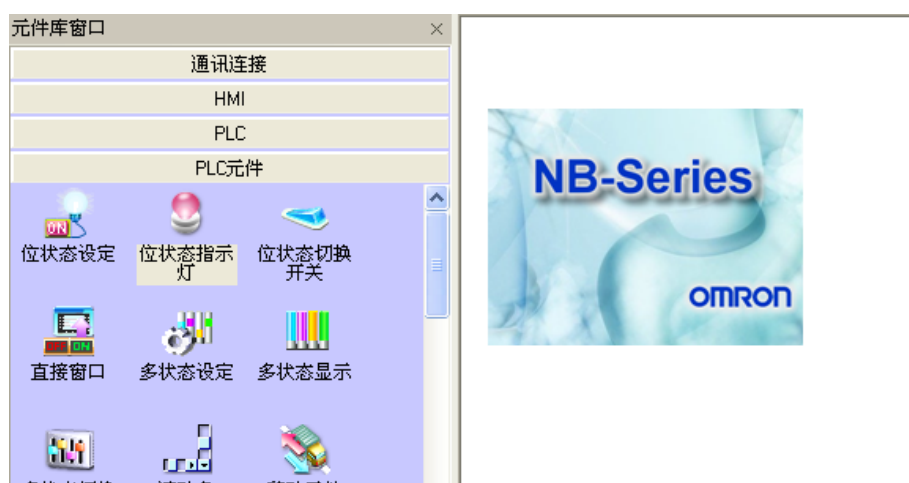 元件库窗口
通讯连接
HMI
PLC
PLC元件
ON
位状态设定
位状态指示
灯
位状态切换
开关
ON
直接窗口
多状态设定
多状态显示
NB-Series
OMRON